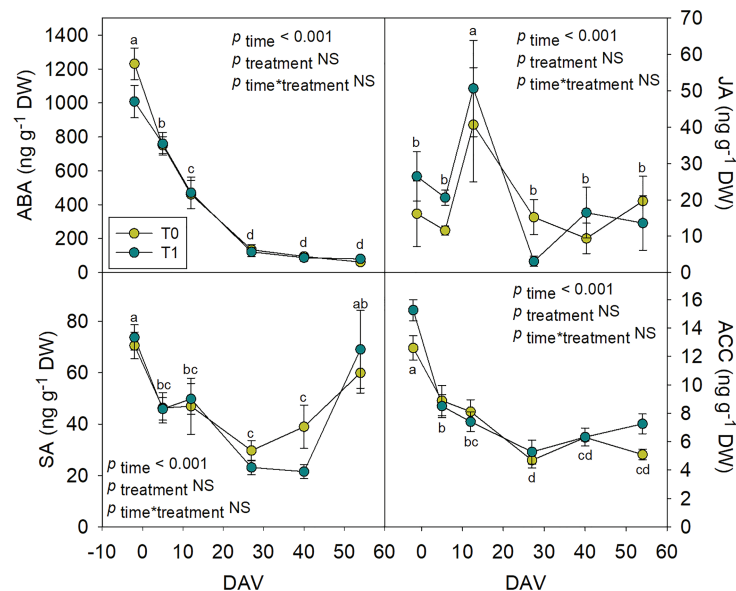 1400
1200
1000
800
600
400
200
0
ABA (ng g-1 DW)
a
b
c
d
d
d
p time < 0.001
p treatment NS
p time*treatment NS
T0
T1
70
60
50
40
30
20
10
0
JA (ng g-1 DW)
b
b
a
b
b
b
p time < 0.001
p treatment NS
p time*treatment NS
80
60
40
20
0
SA (ng g-1 DW)
a
bc
bc
c
c
ab
p time < 0.001
p treatment NS
p time*treatment NS
-10 0 10 20 30 40 50 60
DAV
16
14
12
10
8
6
4
2
0
ACC (ng g-1 DW)
a
b
bc
d
cd
cd
p time < 0.001
p treatment NS
p time*treatment NS
0 10 20 30 40 50 60
DAV